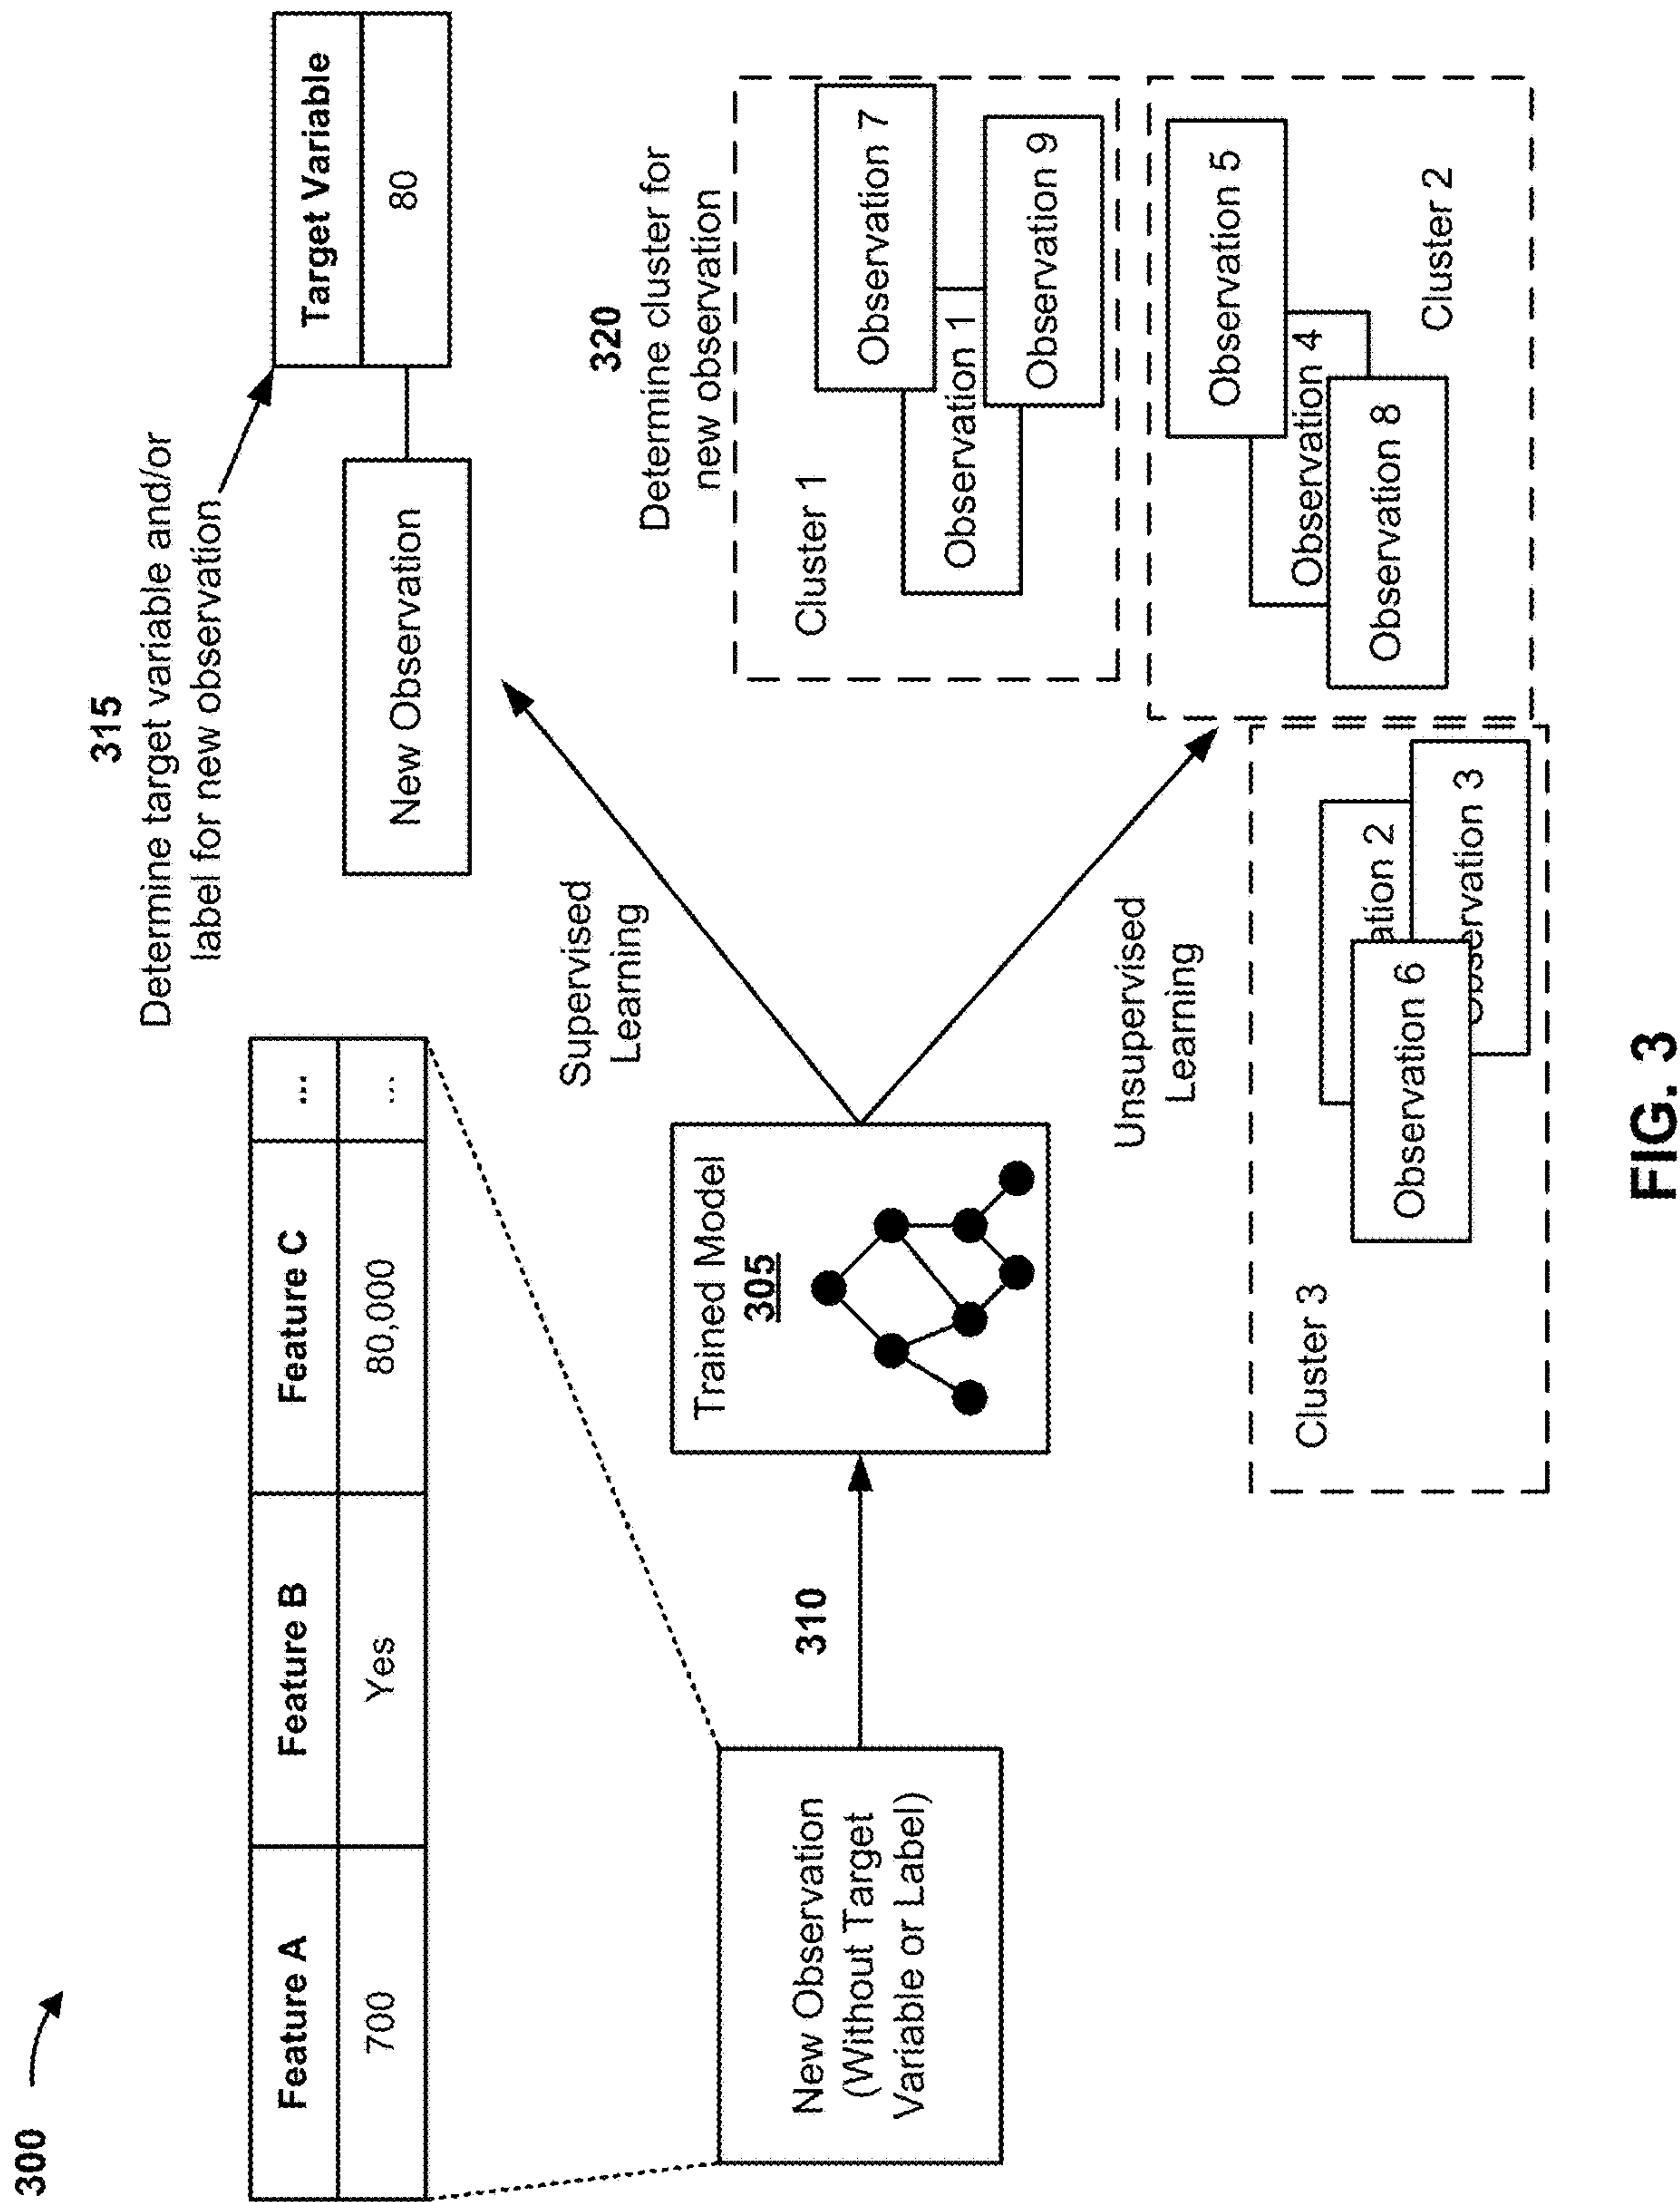 300
Feature A
Feature B
Feature C
...
700
Yes
80,000
...
315
Determine target variable and/or
label for new observation
Target Variable
80
New Observation
Supervised
Learning
New Observation
(Without Target
Variable or Label)
310
Trained Model
305
Unsupervised
Learning
320
Determine cluster for
new observation
Cluster 1
Observation 7
Observation 1
Observation 9
Observation 5
Observation 4
Observation 8
Cluster 2
Cluster 3
ation 2
Observation 6
bservation 3
FIG. 3